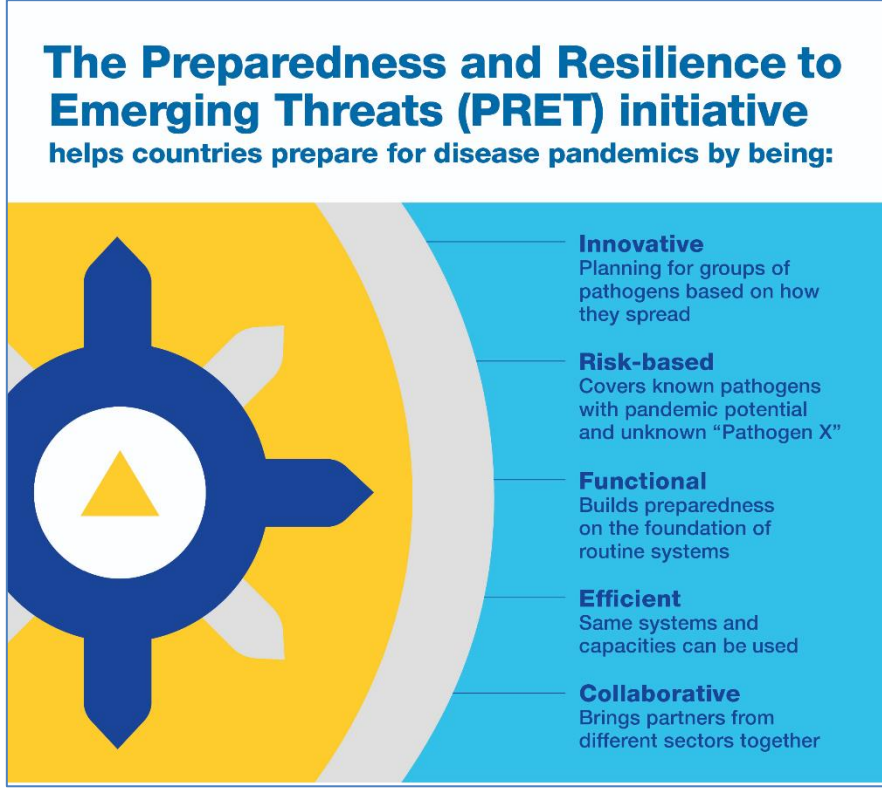 The Preparedness and Resilience to
Emerging Threats (PRET) initiative
helps countries prepare for disease pandemics by being:
Innovative
Planning for groups of
pathogens based on how
they spread
Risk-based
Covers known pathogens
with pandemic potential
and unknown “Pathogen X”
Functional
Builds preparedness
on the foundation of
routine systems
Efficient
Same systems and
capacities can be used
Collaborative
Brings partners from
different sectors together